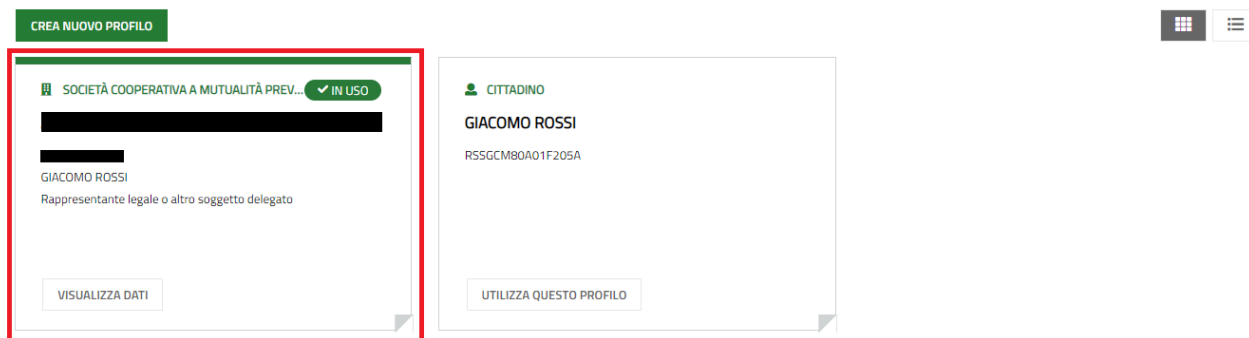 CREA NUOVO PROFILO
SOCIETÀ COOPERATIVA A MUTUALITÀ PREV... IN USO
GIACOMO ROSSI
Rappresentante legale o altro soggetto delegato
VISUALIZZA DATI
CITTADINO
GIACOMO ROSSI
RSSGCM80A01F205A
UTILIZZA QUESTO PROFILO